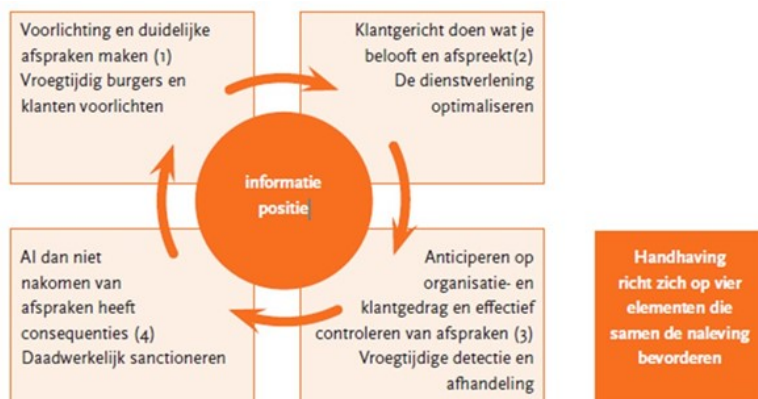 Voorlichting en duidelijke
afspraken maken (1)
Vroegtijdig burgers en
klanten voorlichten
Klantgericht doen wat je
belooft en afspreekt(2)
De dienstverlening
optimaliseren
informatie
positie
Al dan niet
nakomen van
afspraken heeft
consequenties (4)
Daadwerkelijk sanctioneren
Anticiperen op
organisatie- en
klantgedrag en effectief
controleren van afspraken (3)
Vroegtijdige detectie en
afhandeling
Handhaving
richt zich op vier
elementen die
samen de naleving
bevorderen